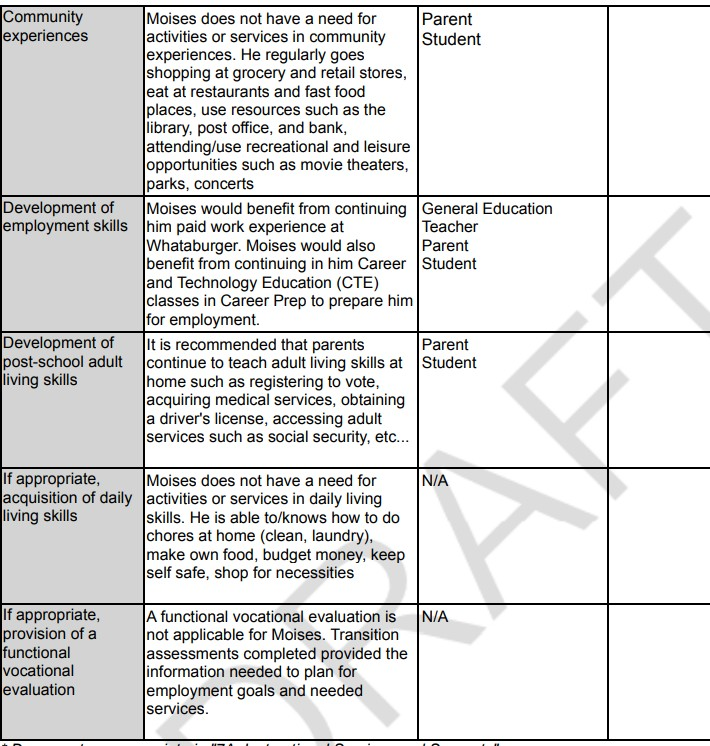 Community
experiences
Moises does not have a need for
activities or services in community
experiences. He regularly goes
shopping at grocery and retail stores,
eat at restaurants and fast food
places, use resources such as the
library, post office, and bank,
attending/use recreational and leisure
opportunities such as movie theaters,
parks, concerts
Parent
Student
Development of
employment skills
Moises would benefit from continuing
him paid work experience at
Whataburger. Moises would also
benefit from continuing in him Career
and Technology Education (CTE)
classes in Career Prep to prepare him
for employment.
General Education
Teacher
Parent
Student
Development of
post-school adult
living skills
It is recommended that parents
continue to teach adult living skills at
home such as registering to vote,
acquiring medical services, obtaining
a driver's license, accessing adult
services such as social security, etc...
Parent
Student
If appropriate,
acquisition of daily
living skills
Moises does not have a need for
activities or services in daily living
skills. He is able to/knows how to do
chores at home (clean, laundry),
make own food, budget money, keep
self safe, shop for necessities
N/A
If appropriate,
provision of a
functional
vocational
evaluation
A functional vocational evaluation is
not applicable for Moises. Transition
assessments completed provided the
information needed to plan for
employment goals and needed
services.
N/A
DRAFT